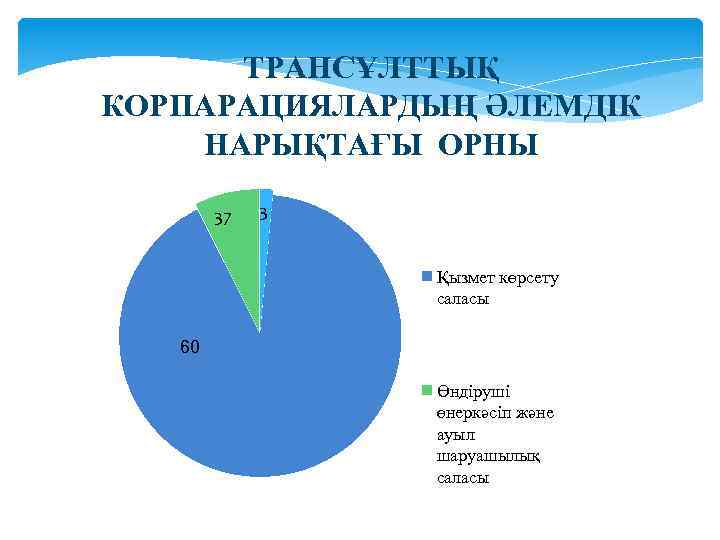 ТРАНСҰЛТТЫҚ
КОРПАРАЦИЯЛАРДЫҢ ӘЛЕМДІК
НАРЫҚТАҒЫ ОРНЫ
37 3
Қызмет көрсету
саласы
60
Өндіруші
өнеркәсіп және
ауыл
шаруашылық
саласы